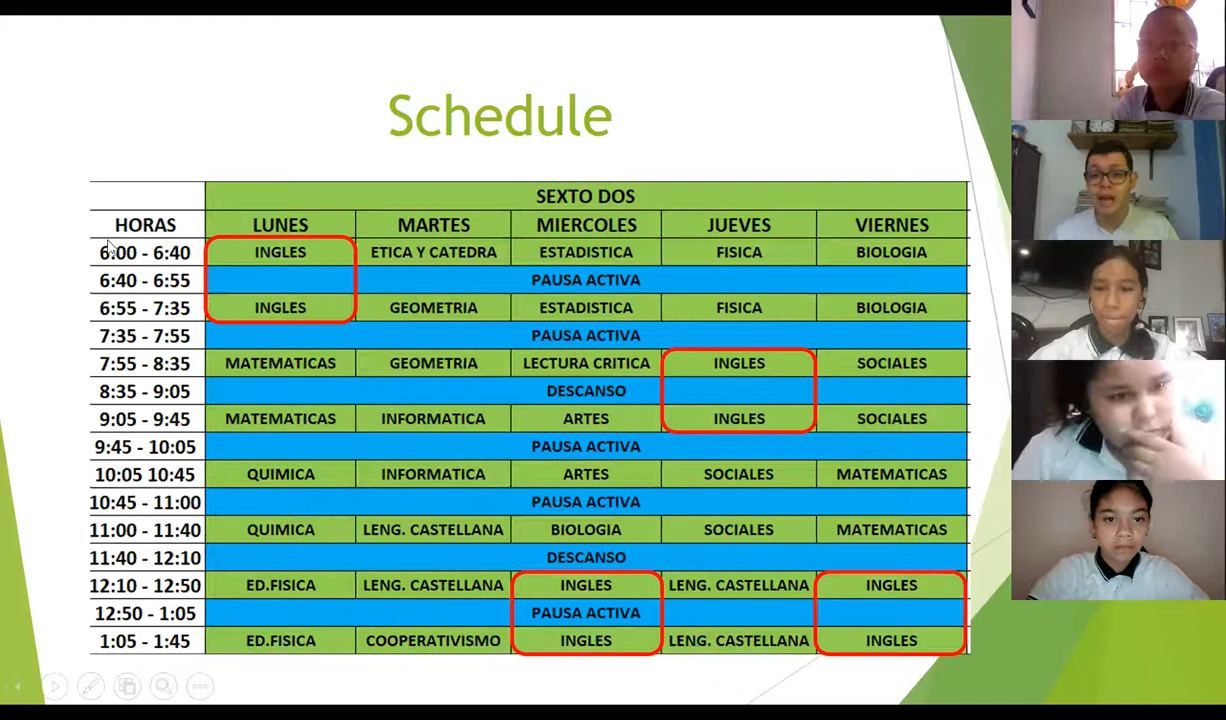 Schedule
SEXTO DOS
HORAS LUNES MARTES MIERCOLES JUEVES VIERNES
6:00 - 6:40 INGLES ETICA Y CATEDRA ESTADISTICA FISICA BIOLOGIA
6:40 - 6:55 PAUSA ACTIVA
6:55 - 7:35 INGLES GEOMETRIA ESTADISTICA FISICA BIOLOGIA
7:35 - 7:55 PAUSA ACTIVA
7:55 - 8:35 MATEMATICAS GEOMETRIA LECTURA CRITICA INGLES SOCIALES
8:35 - 9:05 DESCANSO
9:05 - 9:45 MATEMATICAS INFORMATICA ARTES INGLES SOCIALES
9:45 - 10:05 PAUSA ACTIVA
10:05 10:45 QUIMICA INFORMATICA ARTES SOCIALES MATEMATICAS
10:45 - 11:00 PAUSA ACTIVA
11:00 - 11:40 QUIMICA LENG. CASTELLANA BIOLOGIA SOCIALES MATEMATICAS
11:40 - 12:10 DESCANSO
12:10 - 12:50 ED.FISICA LENG. CASTELLANA INGLES LENG. CASTELLANA INGLES
12:50 - 1:05 PAUSA ACTIVA
1:05 - 1:45 ED.FISICA COOPERATIVISMO INGLES LENG. CASTELLANA INGLES